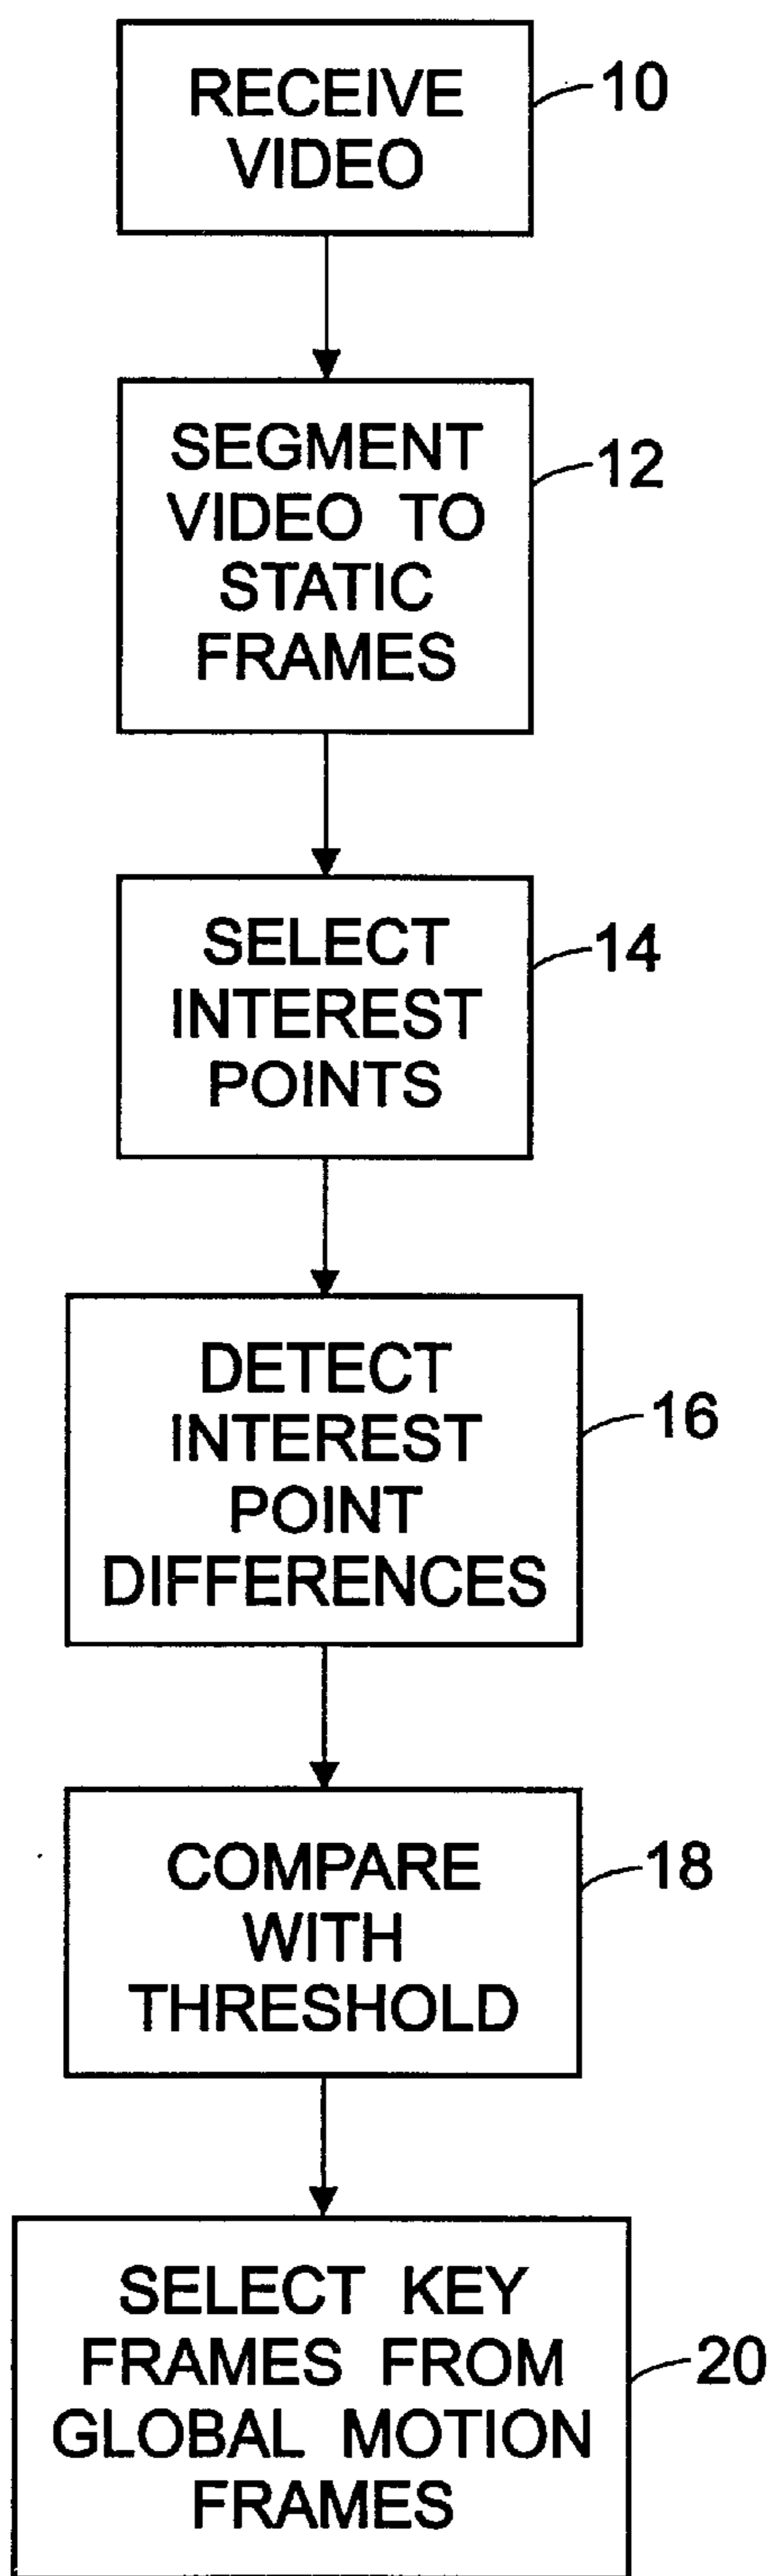 RECEIVE
VIDEO
10
SEGMENT
VIDEO TO
STATIC
FRAMES
12
SELECT
INTEREST
POINTS
14
DETECT
INTEREST
POINT
DIFFERENCES
16
COMPARE
WITH
THRESHOLD
18
SELECT KEY
FRAMES FROM
GLOBAL MOTION
FRAMES
20